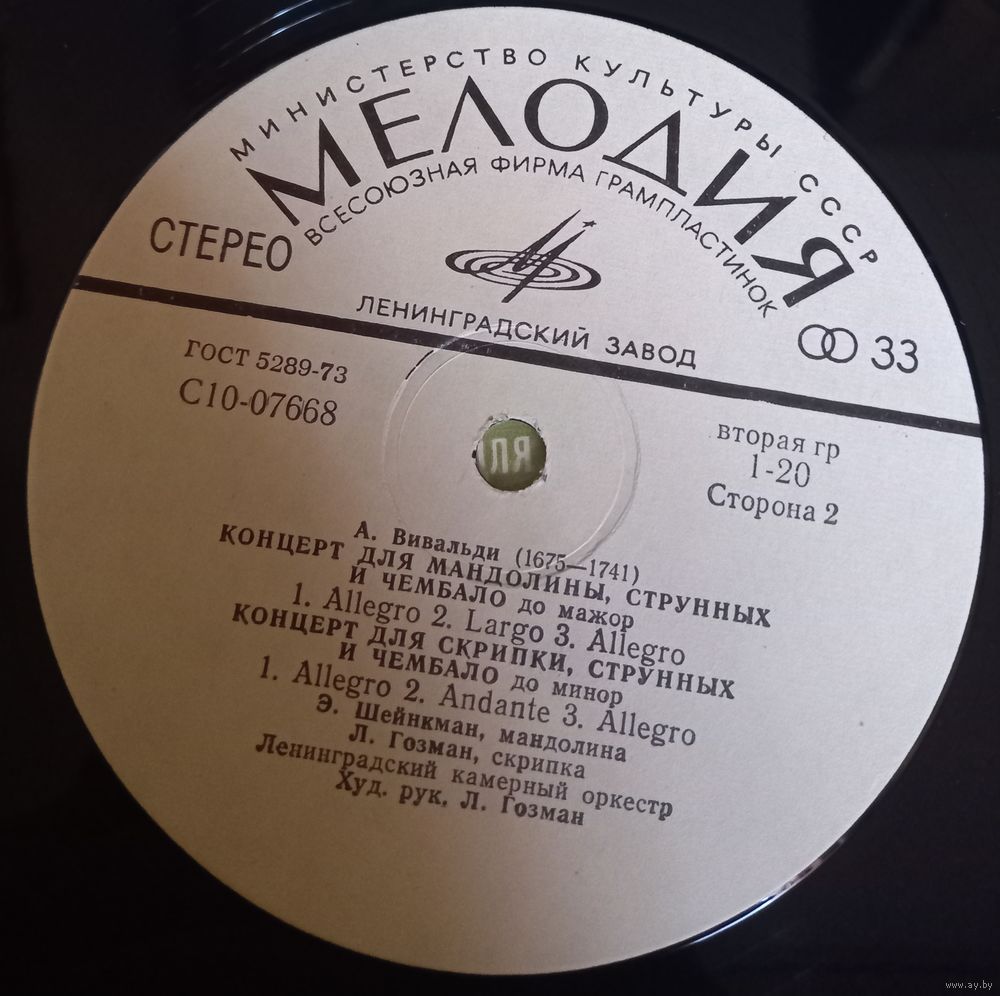 МИНИСТЕРСТВО КУЛЬТУРЫ СССР
МЕЛОДИЯ
ВСЕСОЮЗНАЯ ФИРМА ГРАМПЛАСТИНОК
СТЕРЕО
ЛЕНИНГРАДСКИЙ ЗАВОД
33
ГОСТ 5289-73
С10-07668
вторая гр
1-20
Сторона 2
ЛЯ
А. Вивальди (1675—1741)
КОНЦЕРТ ДЛЯ МАНДОЛИНЫ, СТРУННЫХ
И ЧЕМБАЛО до мажор
1. Allegro 2. Largo 3. Allegro
КОНЦЕРТ ДЛЯ СКРИПКИ, СТРУННЫХ
И ЧЕМБАЛО до минор
1. Allegro 2. Andante 3. Allegro
Э. Шейнкман, мандолина
Л. Гозман, скрипка
Ленинградский камерный оркестр
Худ. рук. Л. Гозман
www.ay.by